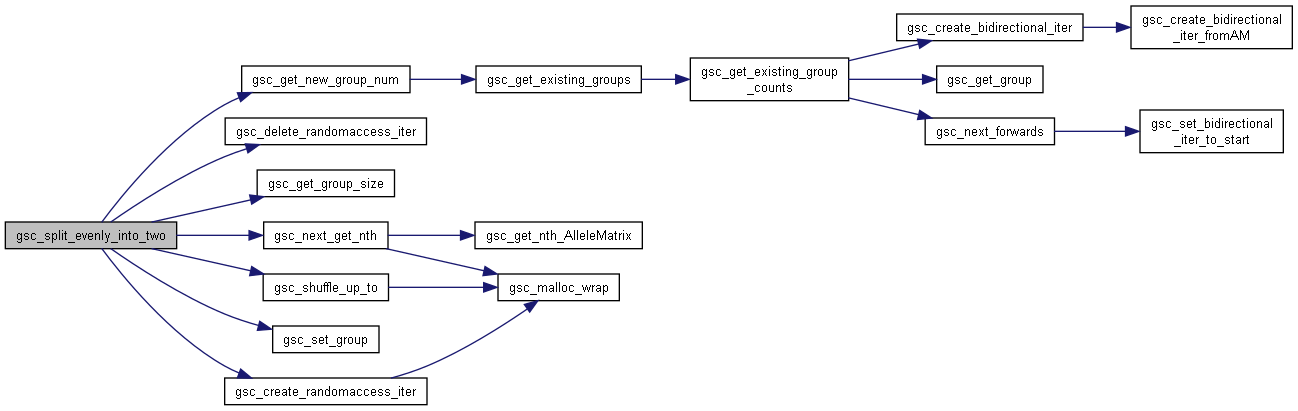 gsc_split_evenly_into_two
gsc_get_new_group_num
gsc_delete_randomaccess_iter
gsc_get_group_size
gsc_next_get_nth
gsc_shuffle_up_to
gsc_set_group
gsc_create_randomaccess_iter
gsc_get_existing_groups
gsc_get_nth_AlleleMatrix
gsc_malloc_wrap
gsc_get_existing_group
_counts
gsc_create_bidirectional_iter
gsc_get_group
gsc_next_forwards
gsc_create_bidirectional
_iter_fromAM
gsc_set_bidirectional
_iter_to_start